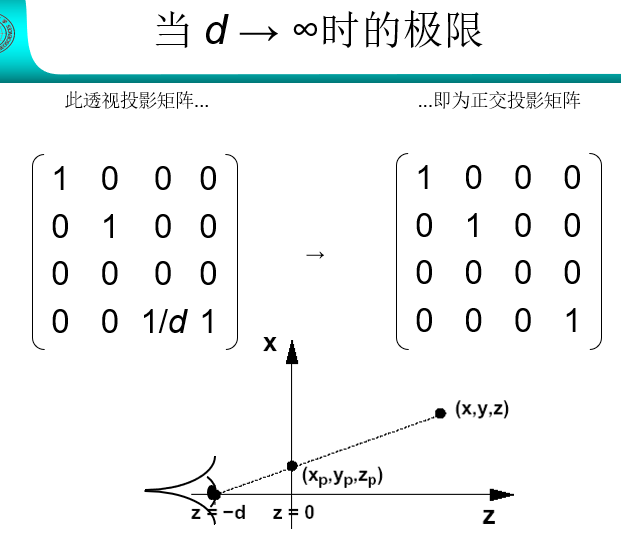 当 d → ∞时的极限
此透视投影矩阵... ...即为正交投影矩阵
1 0 0 0 1 0 0 0
0 1 0 0 0 1 0 0
0 0 0 0 → 0 0 0 0
0 0 1/d 1 0 0 0 1
x
(x,y,z)
(xp,yp,zp)
z = −d z = 0
z